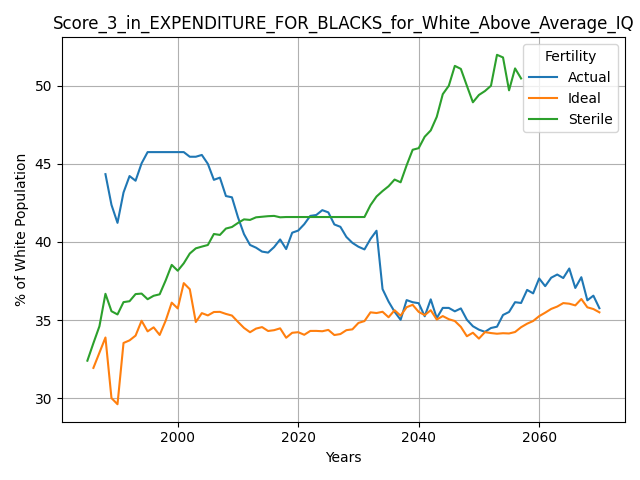 Score_3_in_EXPENDITURE_FOR_BLACKS_for_White_Above_Average_IQ
Fertility
Actual
Ideal
Sterile
% of White Population
50
45
40
35
30
2000
2020
2040
2060
Years